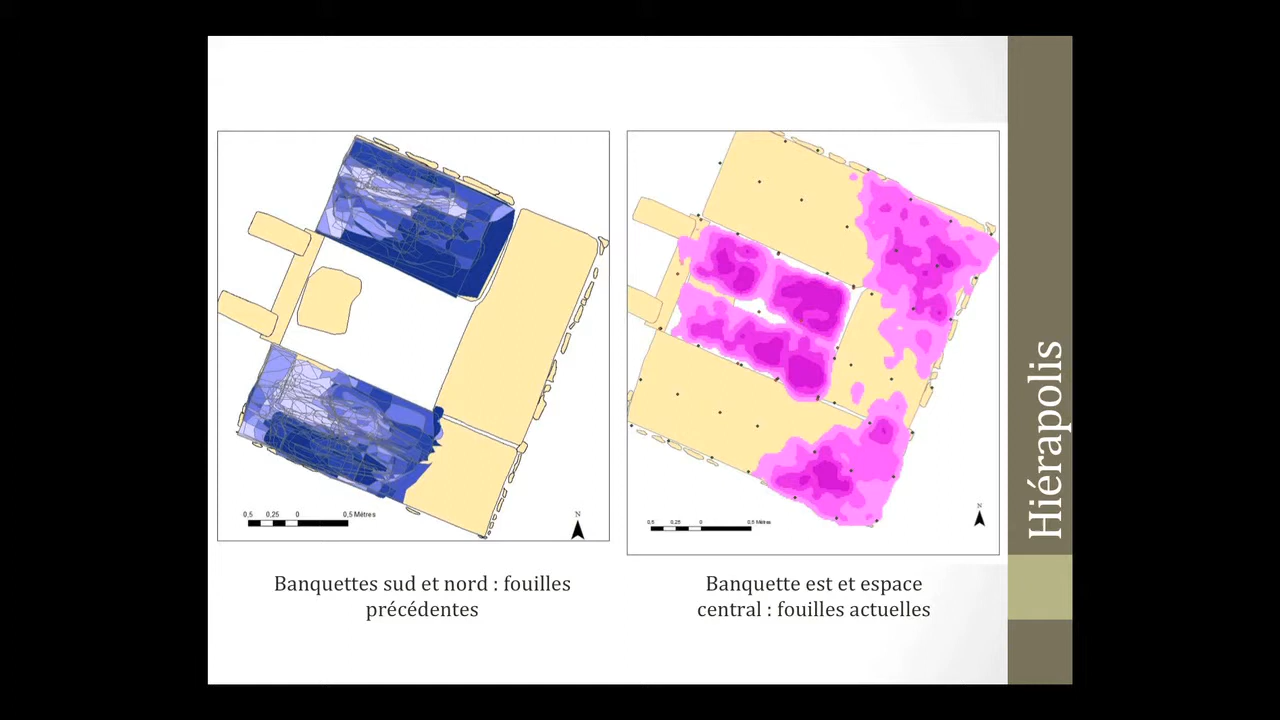 0,5 0,25 0 0,5 Mètres
N
0,5 0,25 0 0,5 Mètres
N
Banquettes sud et nord : fouilles
précédentes
Banquette est et espace
central : fouilles actuelles
Hiérapolis